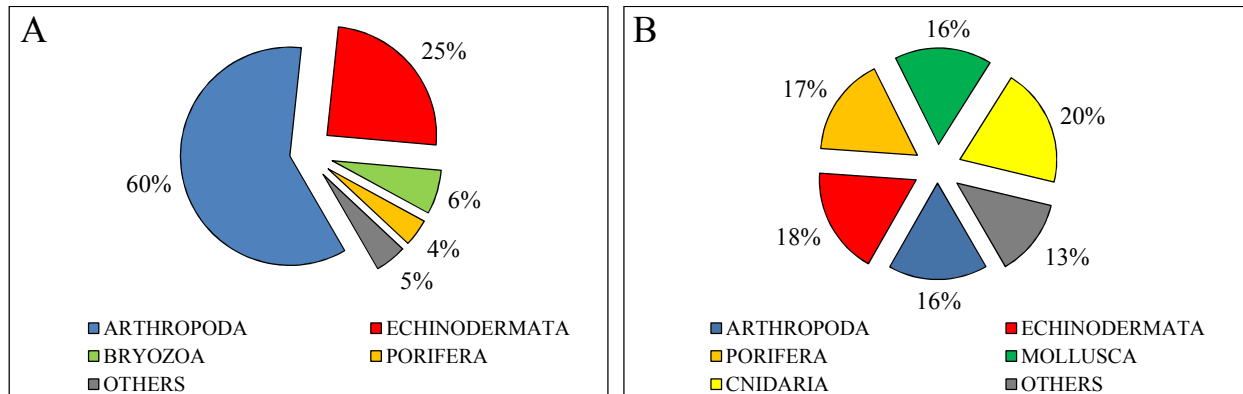 A
25%
60%
6%
4%
5%
ARTHROPODA ECHINODERMATA
BRYOZOA PORIFERA
OTHERS
B
16%
17%
20%
18%
13%
16%
ARTHROPODA ECHINODERMATA
PORIFERA MOLLUSCA
CNIDARIA OTHERS